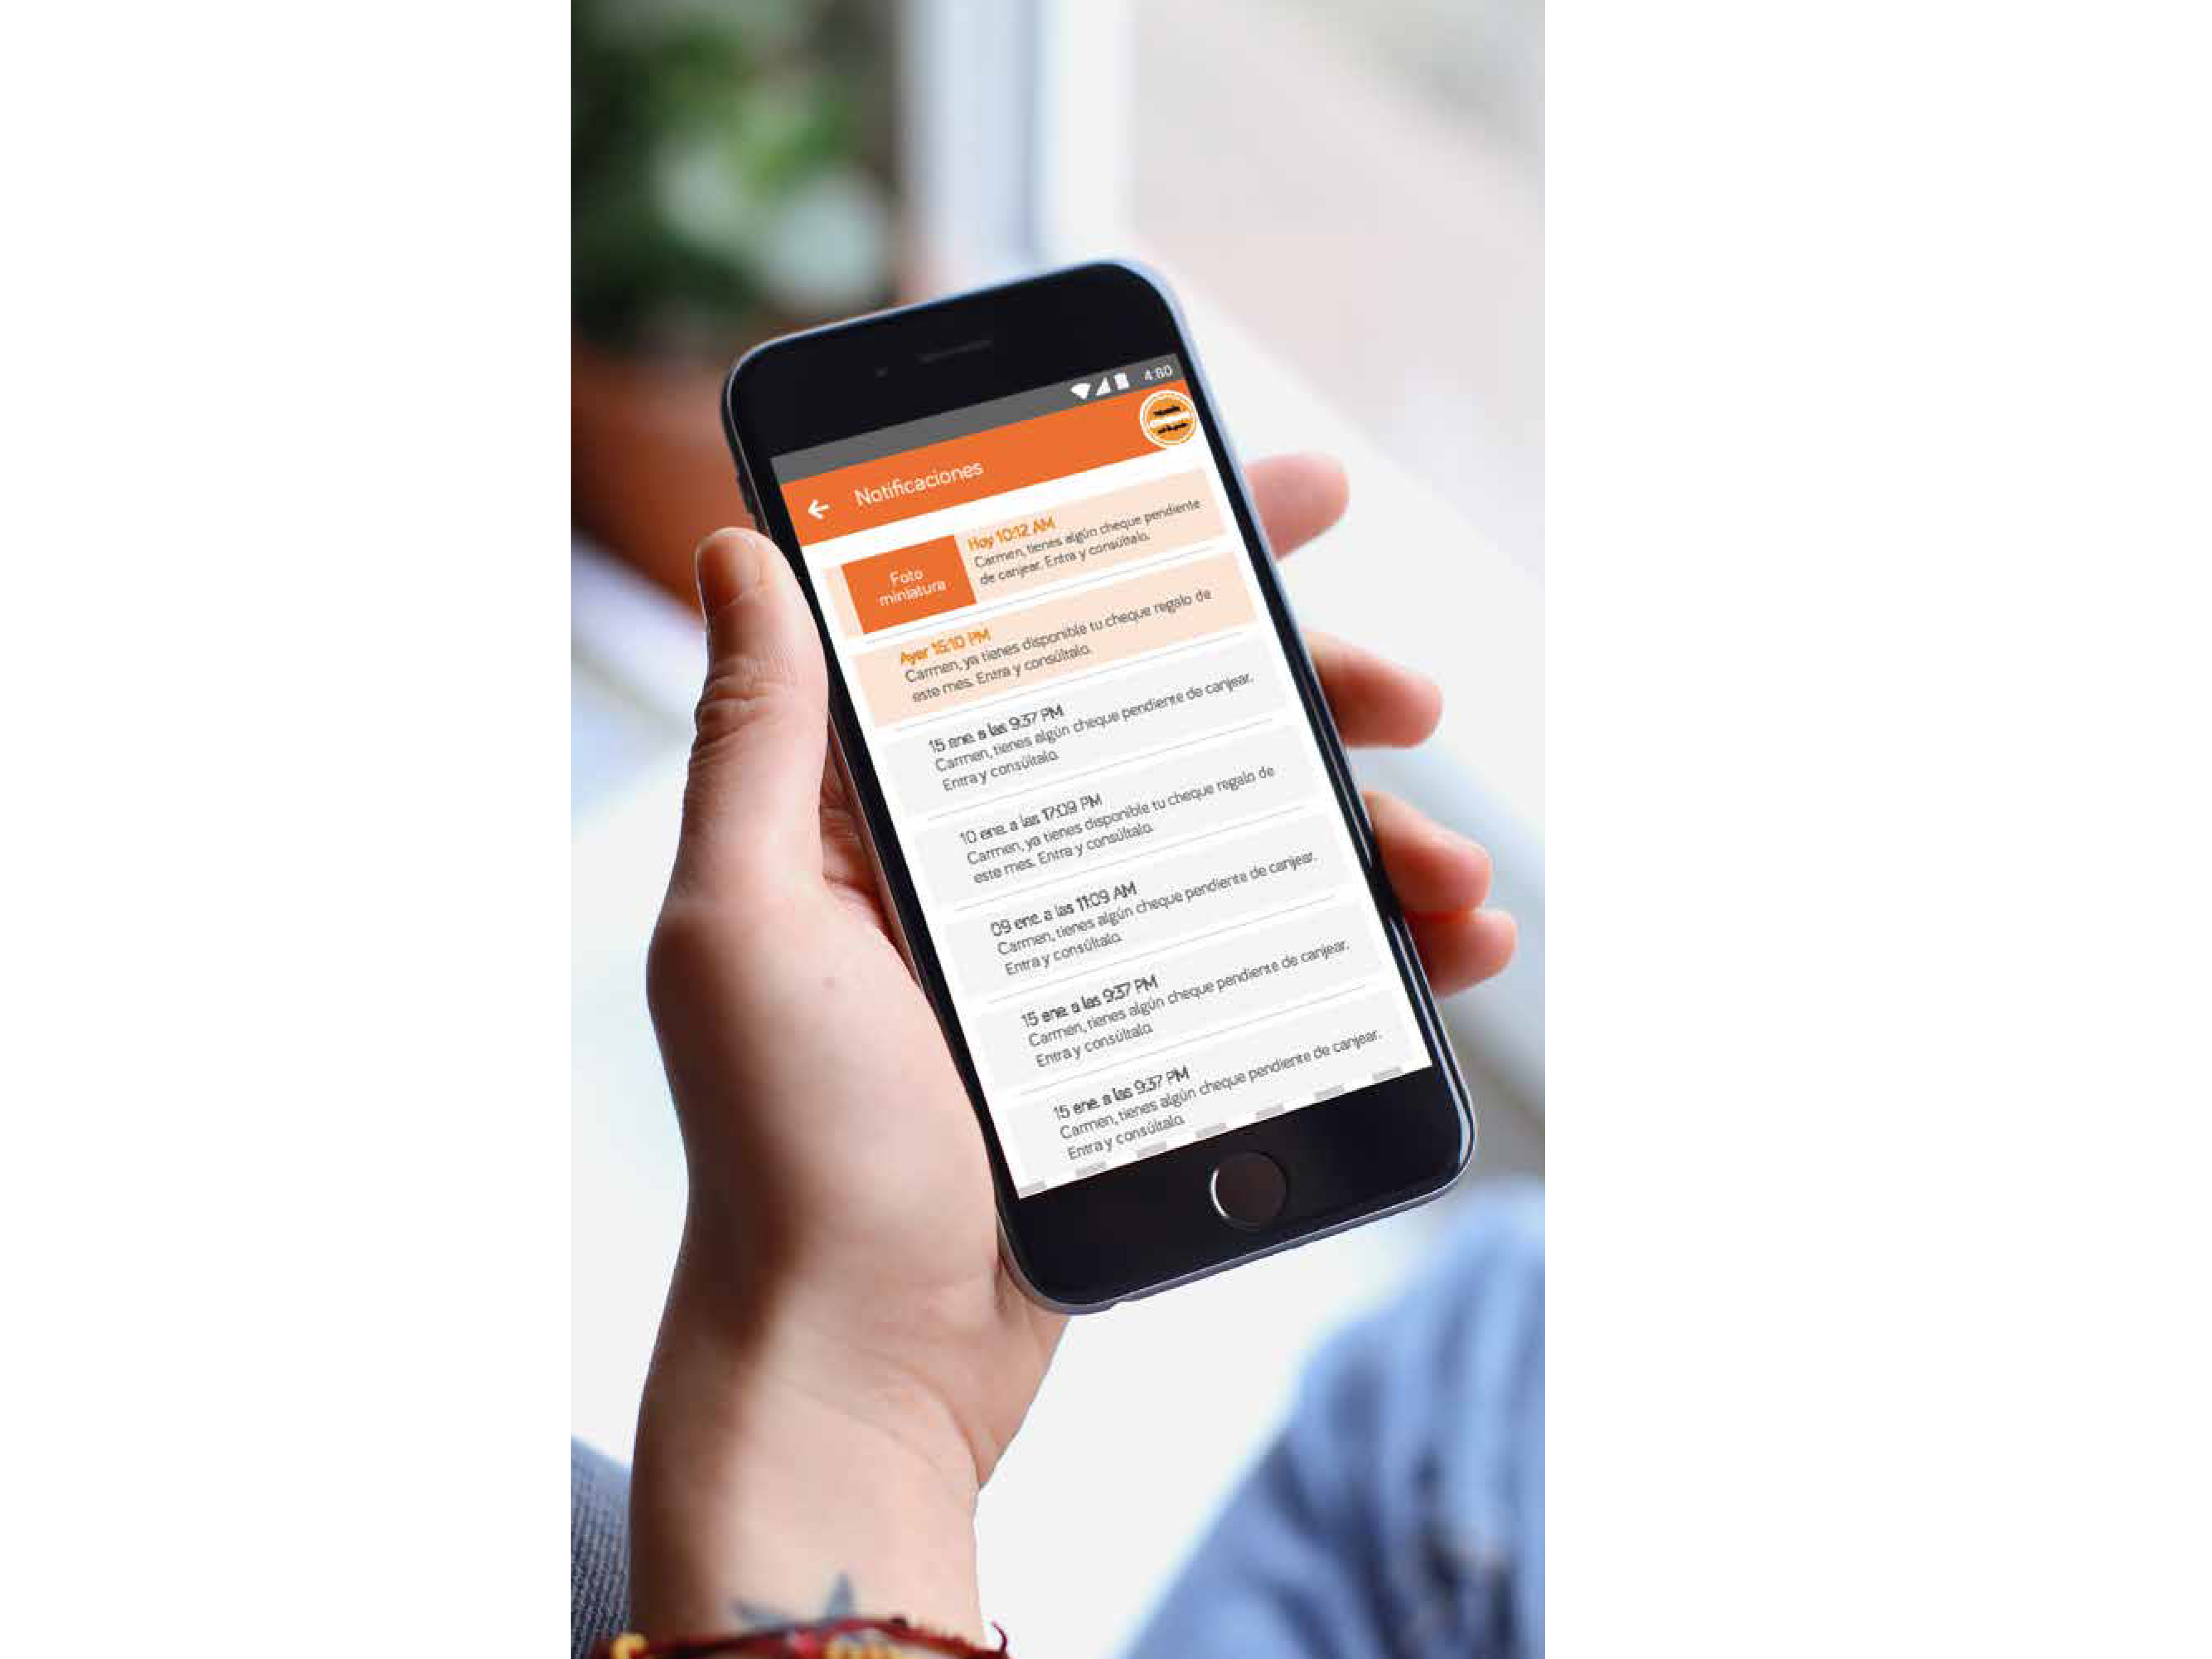 4:80
Notificaciones
Foto
miniatura
Hoy 10:12 AM
Carmen, tienes algún cheque pendiente
de canjear. Entra y consúltalo.
Ayer 15:10 PM
Carmen, ya tienes disponible tu cheque regalo de
este mes. Entra y consúltalo.
15 ene. a las 9:37 PM
Carmen, tienes algún cheque pendiente de canjear.
Entra y consúltalo.
10 ene. a las 17:09 PM
Carmen, ya tienes disponible tu cheque regalo de
este mes. Entra y consúltalo.
09 ene. a las 11:09 AM
Carmen, tienes algún cheque pendiente de canjear.
Entra y consúltalo.
15 ene. a las 9:37 PM
Carmen, tienes algún cheque pendiente de canjear.
Entra y consúltalo.
15 ene. a las 9:37 PM
Carmen, tienes algún cheque pendiente de canjear.
Entra y consúltalo.